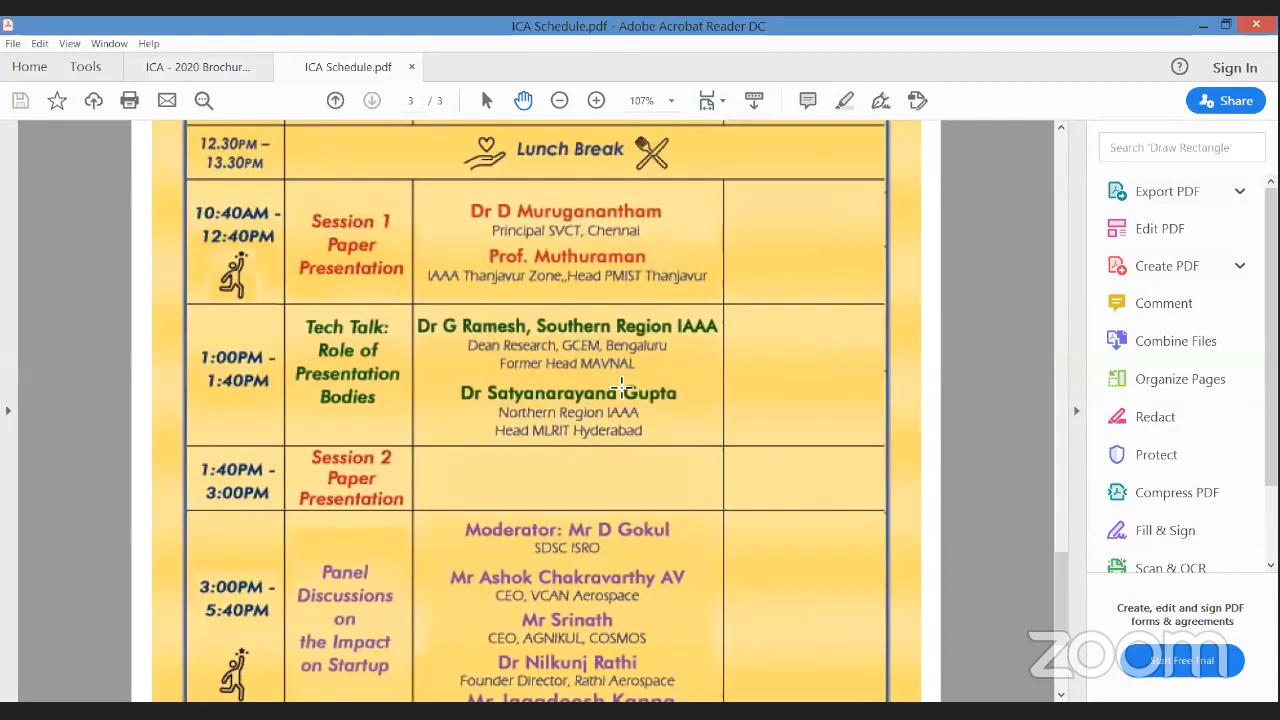 ICA Schedule.pdf - Adobe Acrobat Reader DC
File Edit View Window Help
Home Tools ICA - 2020 Brochur... ICA Schedule.pdf × Sign In
3 / 3 107% Share
12.30PM –
13.30PM
Lunch Break
10:40AM -
12:40PM
Session 1
Paper
Presentation
Dr D Muruganantham
Principal SVCT, Chennai
Prof. Muthuraman
IAAA Thanjavur Zone,,Head PMIST Thanjavur
1:00PM -
1:40PM
Tech Talk:
Role of
Presentation
Bodies
Dr G Ramesh, Southern Region IAAA
Dean Research, GCEM, Bengaluru
Former Head MAVNAL
Dr Satyanarayana Gupta
Northern Region IAAA
Head MLRIT Hyderabad
1:40PM -
3:00PM
Session 2
Paper
Presentation
3:00PM -
5:40PM
Panel
Discussions
on
the Impact
on Startup
Moderator: Mr D Gokul
SDSC ISRO
Mr Ashok Chakravarthy AV
CEO, VCAN Aerospace
Mr Srinath
CEO, AGNIKUL, COSMOS
Dr Nilkunj Rathi
Founder Director, Rathi Aerospace
Mr Jagadeesh Kanna
Search 'Draw Rectangle'
Export PDF
Edit PDF
Create PDF
Comment
Combine Files
Organize Pages
Redact
Protect
Compress PDF
Fill & Sign
Scan & OCR
Create, edit and sign PDF
forms & agreements
Start Free Trial
zoom